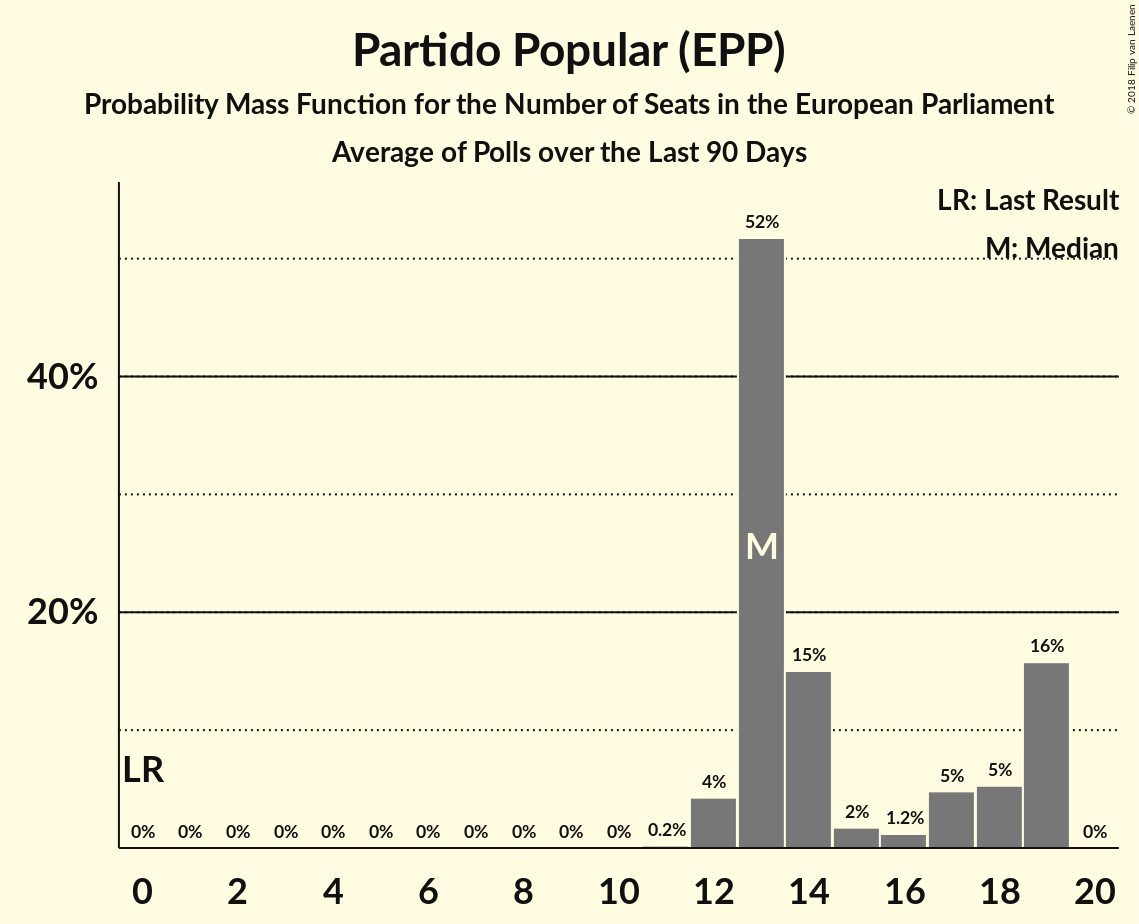 Partido Popular (EPP)
Probability Mass Function for the Number of Seats in the European Parliament
Average of Polls over the Last 90 Days
© 2018 Filip van Laenen
LR: Last Result
M: Median
52%
40%
M
20%
16%
15%
LR
5%
5%
4%
2%
1.2%
0% 0% 0% 0% 0% 0% 0% 0% 0% 0% 0% 0.2% 0%
0 2 4 6 8 10 12 14 16 18 20